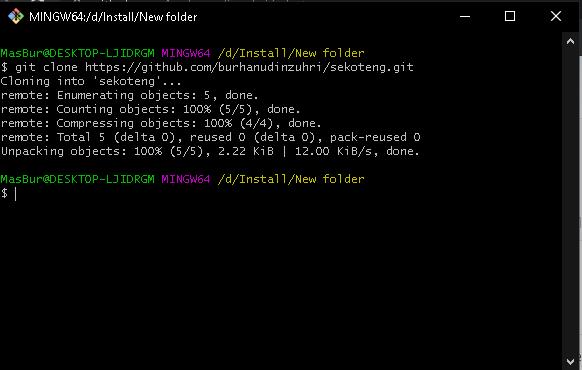 MINGW64:/d/Install/New folder
MasBur@DESKTOP-LJIDRGM MINGW64 /d/Install/New folder
$ git clone https://github.com/burhanudinzuhri/sekoteng.git
Cloning into 'sekoteng'...
remote: Enumerating objects: 5, done.
remote: Counting objects: 100% (5/5), done.
remote: Compressing objects: 100% (4/4), done.
remote: Total 5 (delta 0), reused 0 (delta 0), pack-reused 0
Unpacking objects: 100% (5/5), 2.22 KiB | 12.00 KiB/s, done.
MasBur@DESKTOP-LJIDRGM MINGW64 /d/Install/New folder
$